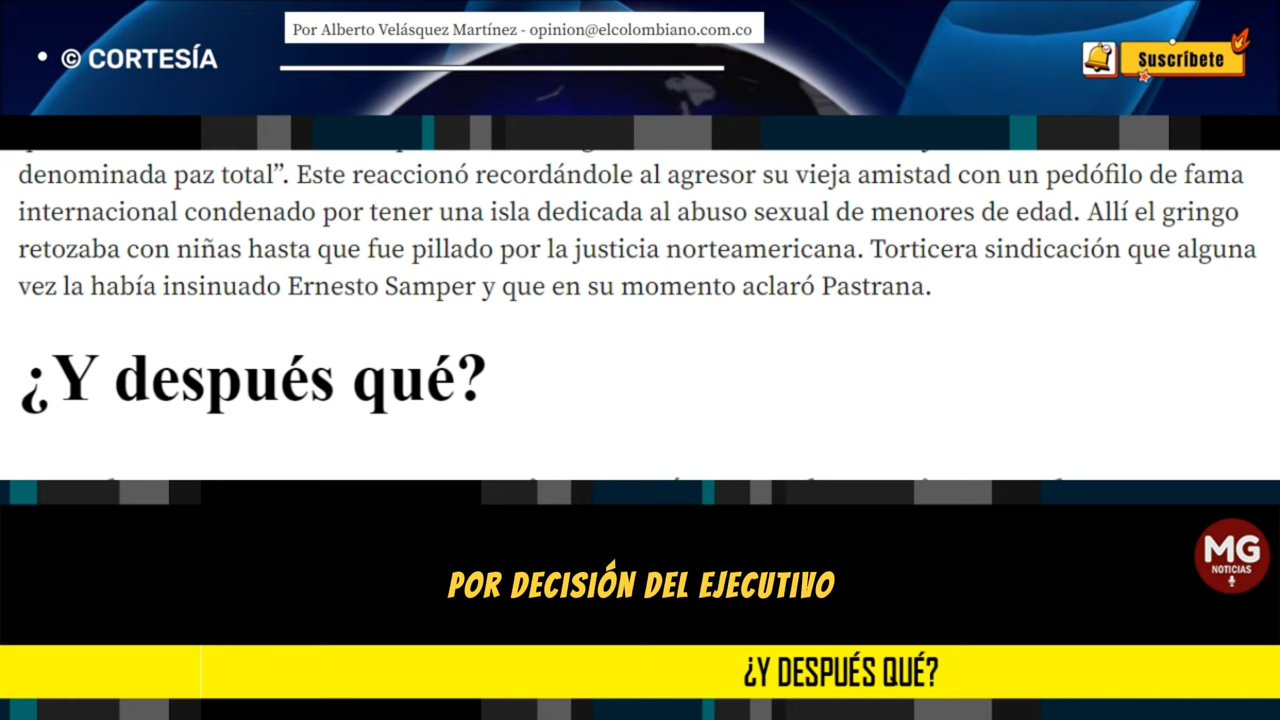 Por Alberto Velásquez Martínez - opinion@elcolombiano.com.co
• © CORTESÍA
Suscríbete
denominada paz total”. Este reaccionó recordándole al agresor su vieja amistad con un pedófilo de fama
internacional condenado por tener una isla dedicada al abuso sexual de menores de edad. Allí el gringo
retozaba con niñas hasta que fue pillado por la justicia norteamericana. Torticera sindicación que alguna
vez la había insinuado Ernesto Samper y que en su momento aclaró Pastrana.
¿Y después qué?
MG
NOTICIAS
POR DECISIÓN DEL EJECUTIVO
¿Y DESPUÉS QUÉ?